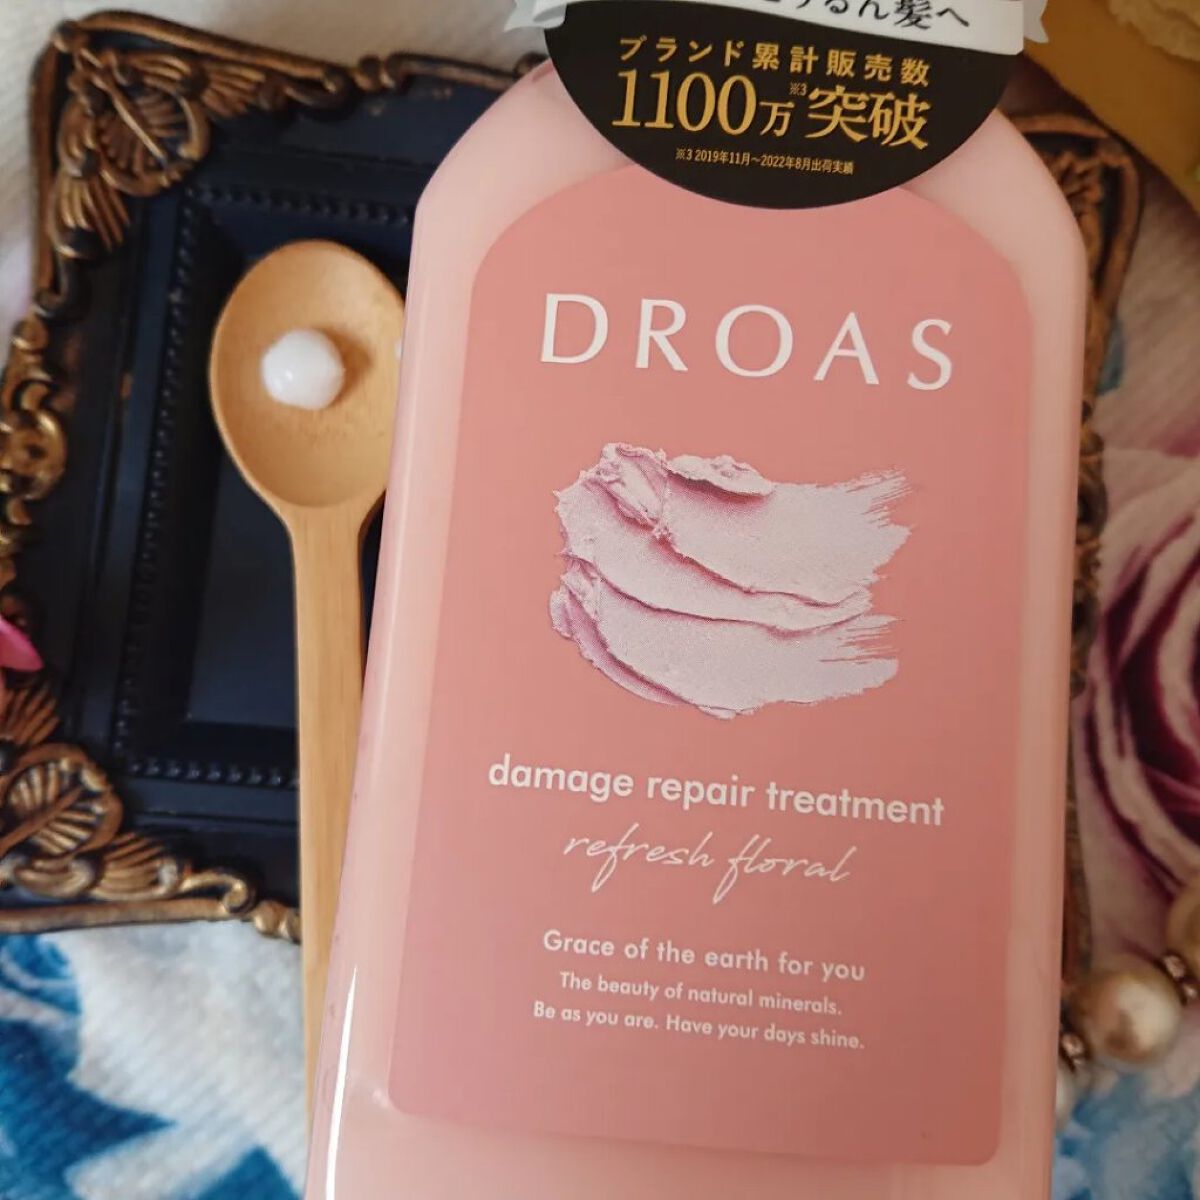 るん髪へ
ブランド累計販売数
1100万※3突破
※3 2019年11月〜2022年8月出荷実績
DROAS
damage repair treatment
refresh floral
Grace of the earth for you
The beauty of natural minerals.
Be as you are. Have your days shine.